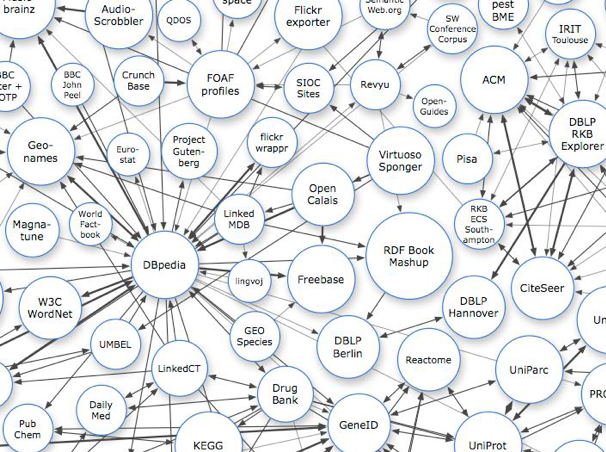 brainz
Audio-
Scrobbler
QDOS
space
Flickr
exporter
Semantic
Web.org
SW
Conference
Corpus
pest
BME
IRIT
Toulouse
BBC
OTP
BBC
John
Peel
Crunch
Base
FOAF
profiles
SIOC
Sites
Revyu
Open-
Guides
ACM
DBLP
RKB
Explorer
Geo-
names
Euro-
stat
Project
Guten-
berg
flickr
wrappr
Virtuoso
Sponger
Pisa
Open
Calais
Magna-
tune
World
Fact-
book
Linked
MDB
RKB
ECS
South-
ampton
RDF Book
Mashup
DBpedia
lingvoj
Freebase
CiteSeer
W3C
WordNet
DBLP
Hannover
Un
GEO
Species
UMBEL
DBLP
Berlin
Reactome
LinkedCT
UniParc
Drug
Bank
PRO
Daily
Med
Pub
Chem
GeneID
KEGG
UniProt